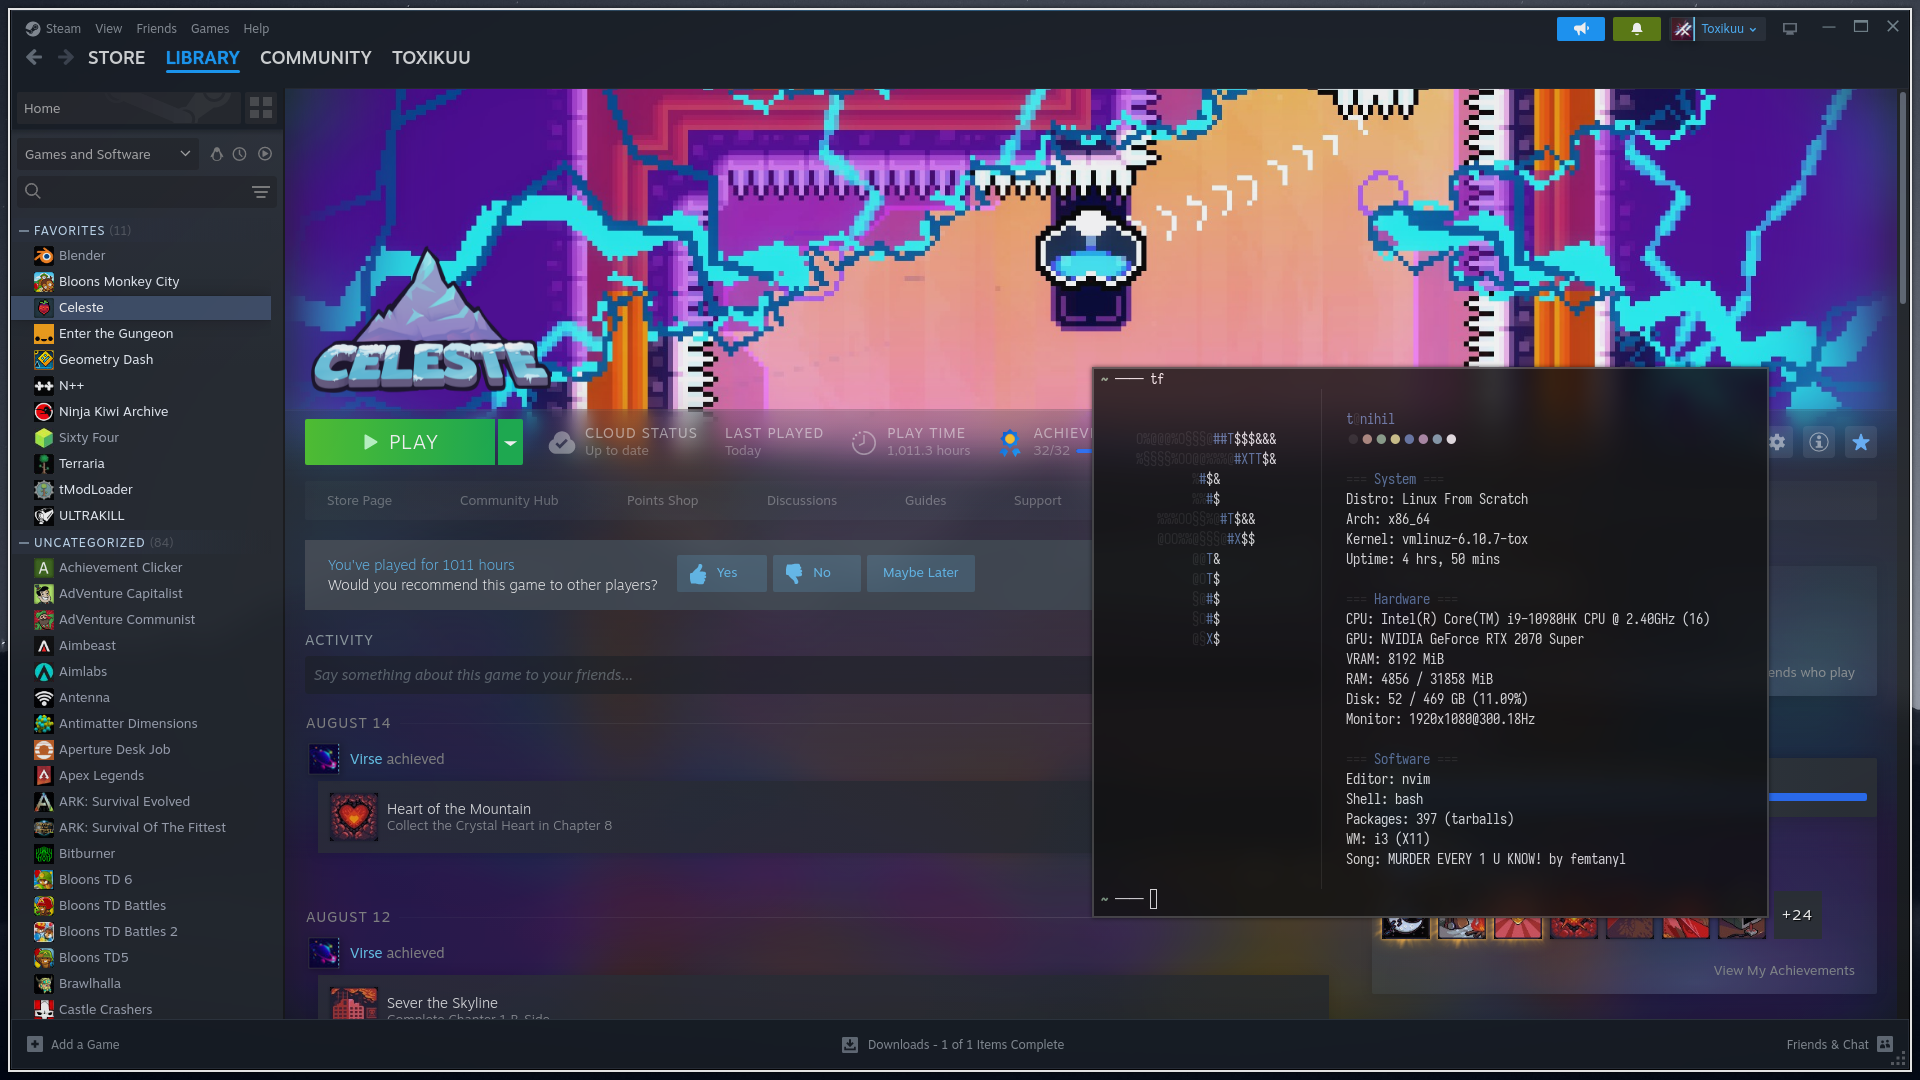 Steam View Friends Games Help
Toxikuu
STORE LIBRARY COMMUNITY TOXIKUU
Home
Games and Software
FAVORITES (11)
Blender
Bloons Monkey City
Celeste
Enter the Gungeon
Geometry Dash
N++
Ninja Kiwi Archive
Sixty Four
Terraria
tModLoader
ULTRAKILL
UNCATEGORIZED (84)
Achievement Clicker
AdVenture Capitalist
AdVenture Communist
Aimbeast
Aimlabs
Antenna
Antimatter Dimensions
Aperture Desk Job
Apex Legends
ARK: Survival Evolved
ARK: Survival Of The Fittest
Bitburner
Bloons TD 6
Bloons TD Battles
Bloons TD Battles 2
Bloons TD5
Brawlhalla
Castle Crashers
CELESTE
PLAY
CLOUD STATUS
Up to date
LAST PLAYED
Today
PLAY TIME
1,011.3 hours
ACHIEV
32/32
Store Page Community Hub Points Shop Discussions Guides Support
You've played for 1011 hours
Would you recommend this game to other players?
Yes
No
Maybe Later
ACTIVITY
Say something about this game to your friends...
AUGUST 14
Virse achieved
Heart of the Mountain
Collect the Crystal Heart in Chapter 8
AUGUST 12
Virse achieved
Sever the Skyline
Complete Chapter 1 B-Side
~ ─── tf
nihil
=== System ===
Distro: Linux From Scratch
Arch: x86_64
Kernel: vmlinuz-6.10.7-tox
Uptime: 4 hrs, 50 mins
=== Hardware ===
CPU: Intel(R) Core(TM) i9-10980HK CPU @ 2.40GHz (16)
GPU: NVIDIA GeForce RTX 2070 Super
VRAM: 8192 MiB
RAM: 4856 / 31858 MiB
Disk: 52 / 469 GB (11.09%)
Monitor: 1920x1080@300.18Hz
=== Software ===
Editor: nvim
Shell: bash
Packages: 397 (tarballs)
WM: i3 (X11)
Song: MURDER EVERY 1 U KNOW! by femtanyl
~ ───
ends who play
+24
View My Achievements
Add a Game
Downloads - 1 of 1 Items Complete
Friends & Chat